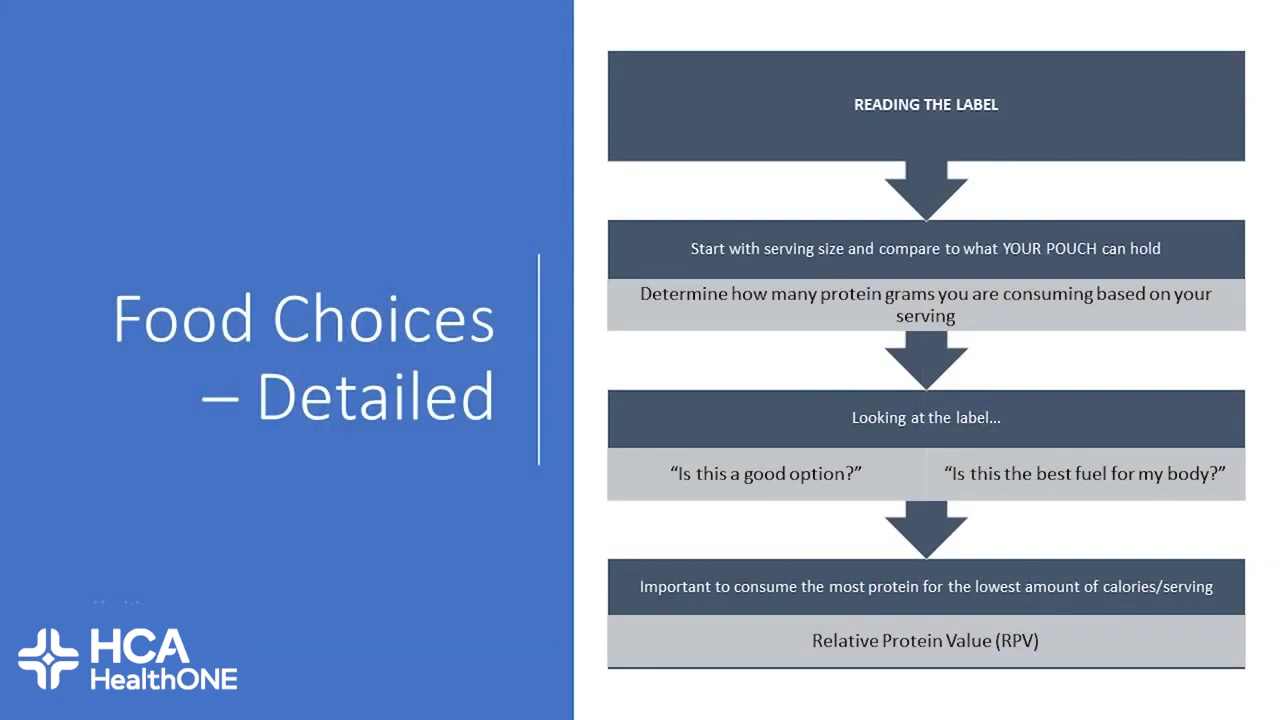 Food Choices
– Detailed
HCA
HealthONE
READING THE LABEL
Start with serving size and compare to what YOUR POUCH can hold
Determine how many protein grams you are consuming based on your
serving
Looking at the label...
“Is this a good option?”
“Is this the best fuel for my body?”
Important to consume the most protein for the lowest amount of calories/serving
Relative Protein Value (RPV)